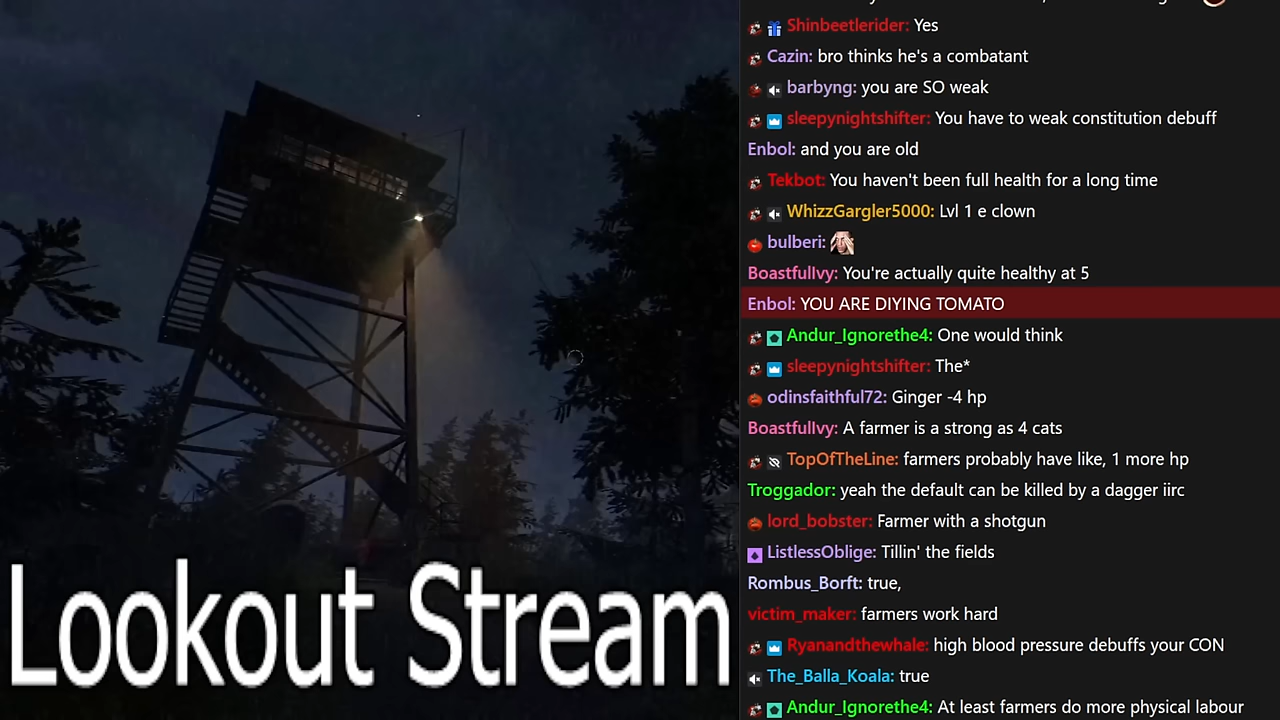 Shinbeetlerider: Yes
Cazin: bro thinks he's a combatant
barbyng: you are SO weak
sleepynightshifter: You have to weak constitution debuff
Enbol: and you are old
Tekbot: You haven't been full health for a long time
WhizzGargler5000: Lvl 1 e clown
bulberi:
BoastfulIvy: You're actually quite healthy at 5
Enbol: YOU ARE DIYING TOMATO
Andur_Ignorethe4: One would think
sleepynightshifter: The*
odinsfaithful72: Ginger -4 hp
BoastfulIvy: A farmer is a strong as 4 cats
TopOfTheLine: farmers probably have like, 1 more hp
Troggador: yeah the default can be killed by a dagger iirc
lord_bobster: Farmer with a shotgun
ListlessOblige: Tillin' the fields
Rombus_Borft: true,
victim_maker: farmers work hard
Ryanandthewhale: high blood pressure debuffs your CON
The_Balla_Koala: true
Andur_Ignorethe4: At least farmers do more physical labour
Lookout Stream